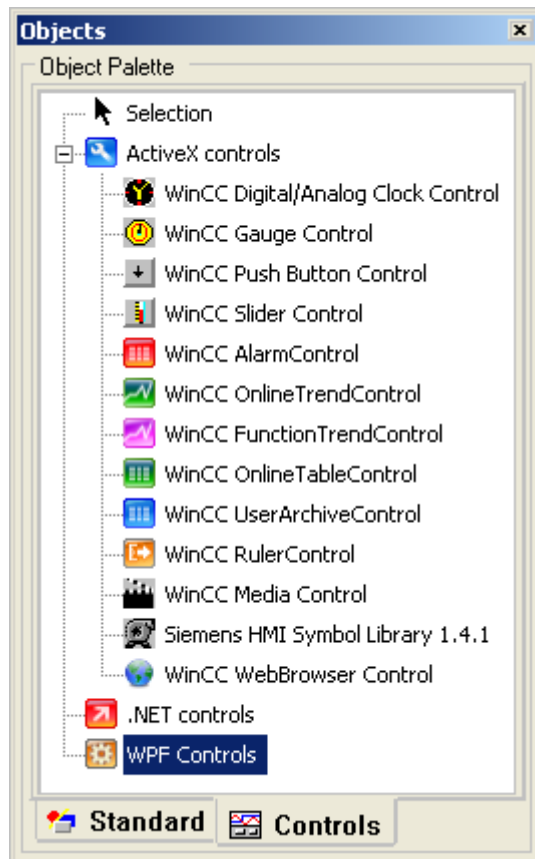 Objects
Object Palette
Selection
ActiveX controls
WinCC Digital/Analog Clock Control
WinCC Gauge Control
WinCC Push Button Control
WinCC Slider Control
WinCC AlarmControl
WinCC OnlineTrendControl
WinCC FunctionTrendControl
WinCC OnlineTableControl
WinCC UserArchiveControl
WinCC RulerControl
WinCC Media Control
Siemens HMI Symbol Library 1.4.1
WinCC WebBrowser Control
.NET controls
WPF Controls
Standard Controls